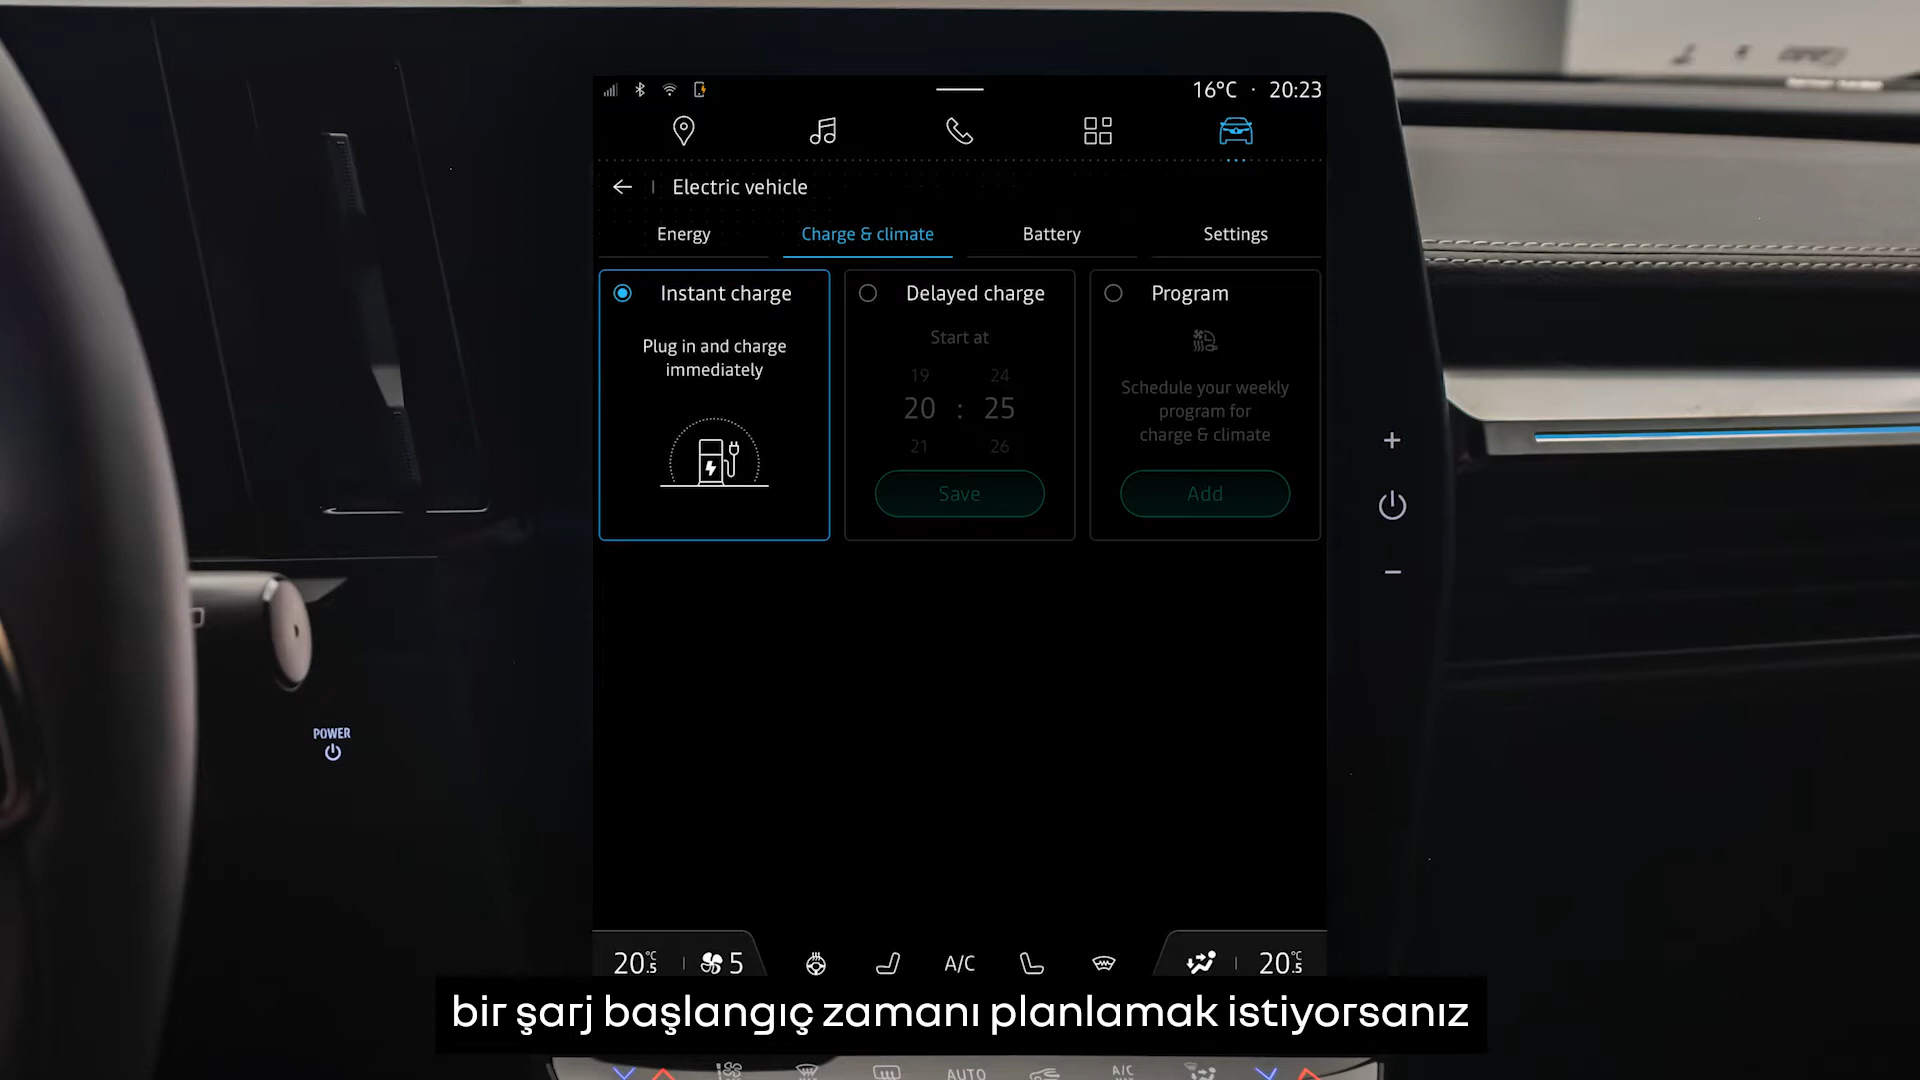 16°C · 20:23
Electric vehicle
Energy
Charge & climate
Battery
Settings
Instant charge
Plug in and charge
immediately
Delayed charge
Start at
19 24
20 : 25
21 26
Save
Program
Schedule your weekly
program for
charge & climate
Add
POWER
20.5°C
5
A/C
20.5°C
bir şarj başlangıç zamanı planlamak istiyorsanız
AUTO
A/C